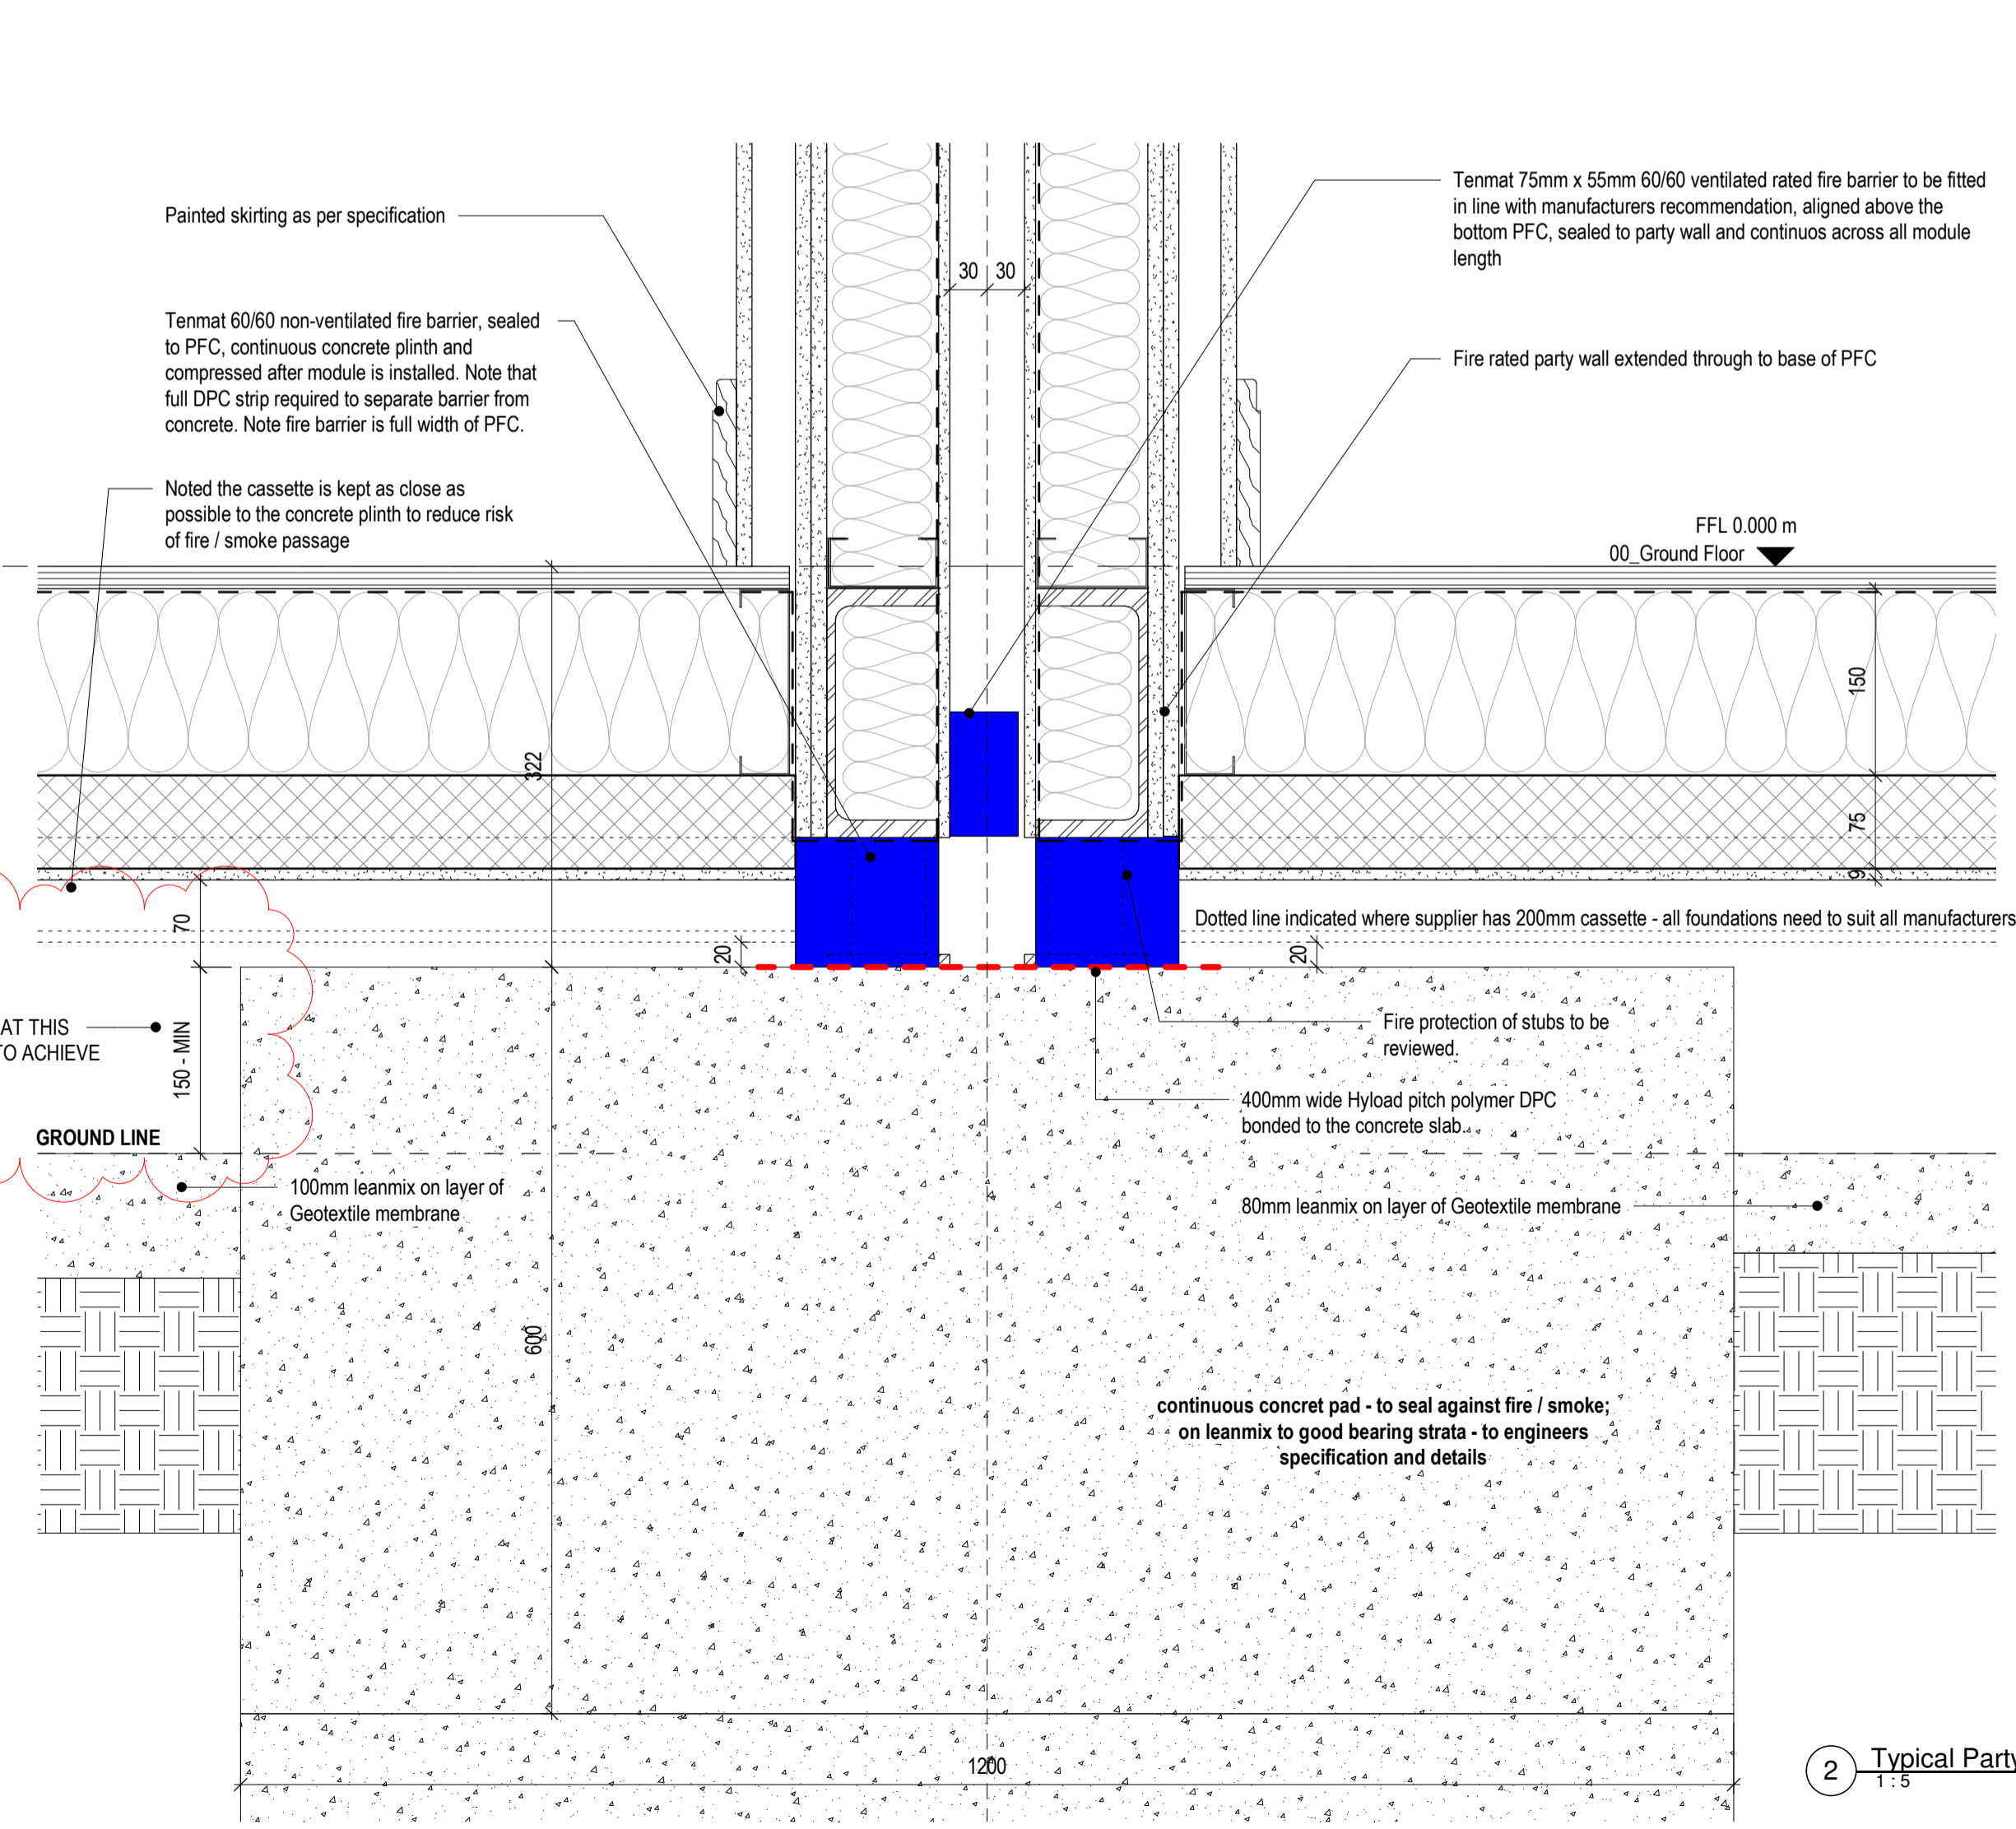 Painted skirting as per specification
Tenmat 60/60 non-ventilated fire barrier, sealed
to PFC, continuous concrete plinth and
compressed after module is installed. Note that
full DPC strip required to separate barrier from
concrete. Note fire barrier is full width of PFC.
Noted the cassette is kept as close as
possible to the concrete plinth to reduce risk
of fire / smoke passage
30
30
Tenmat 75mm x 55mm 60/60 ventilated rated fire barrier to be fitted
in line with manufacturers recommendation, aligned above the
bottom PFC, sealed to party wall and continuos across all module
length
Fire rated party wall extended through to base of PFC
FFL 0.000 m
00_Ground Floor
322
150
75
9
70
20
20
Dotted line indicated where supplier has 200mm cassette - all foundations need to suit all manufacturers
AT THIS
TO ACHIEVE
150 - MIN
GROUND LINE
100mm leanmix on layer of
Geotextile membrane
Fire protection of stubs to be
reviewed.
400mm wide Hyload pitch polymer DPC
bonded to the concrete slab.
80mm leanmix on layer of Geotextile membrane
600
continuous concret pad - to seal against fire / smoke;
on leanmix to good bearing strata - to engineers
specification and details
1200
2
Typical Party
1 : 5